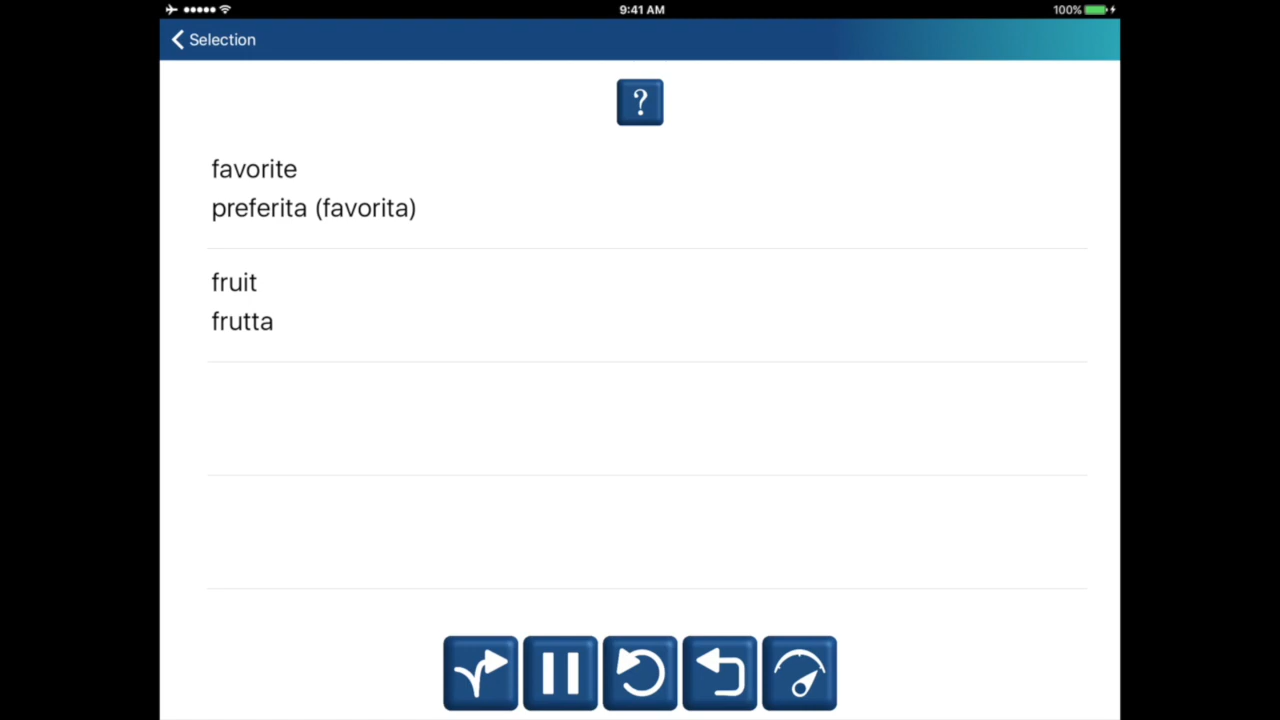 9:41 AM
100%
Selection
?
favorite
preferita (favorita)
fruit
frutta